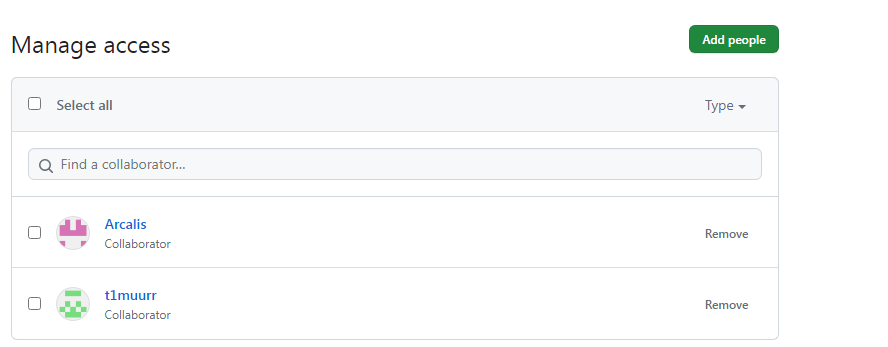 Manage access
Add people
Select all
Type
Find a collaborator...
Arcalis
Collaborator
Remove
t1muurr
Collaborator
Remove